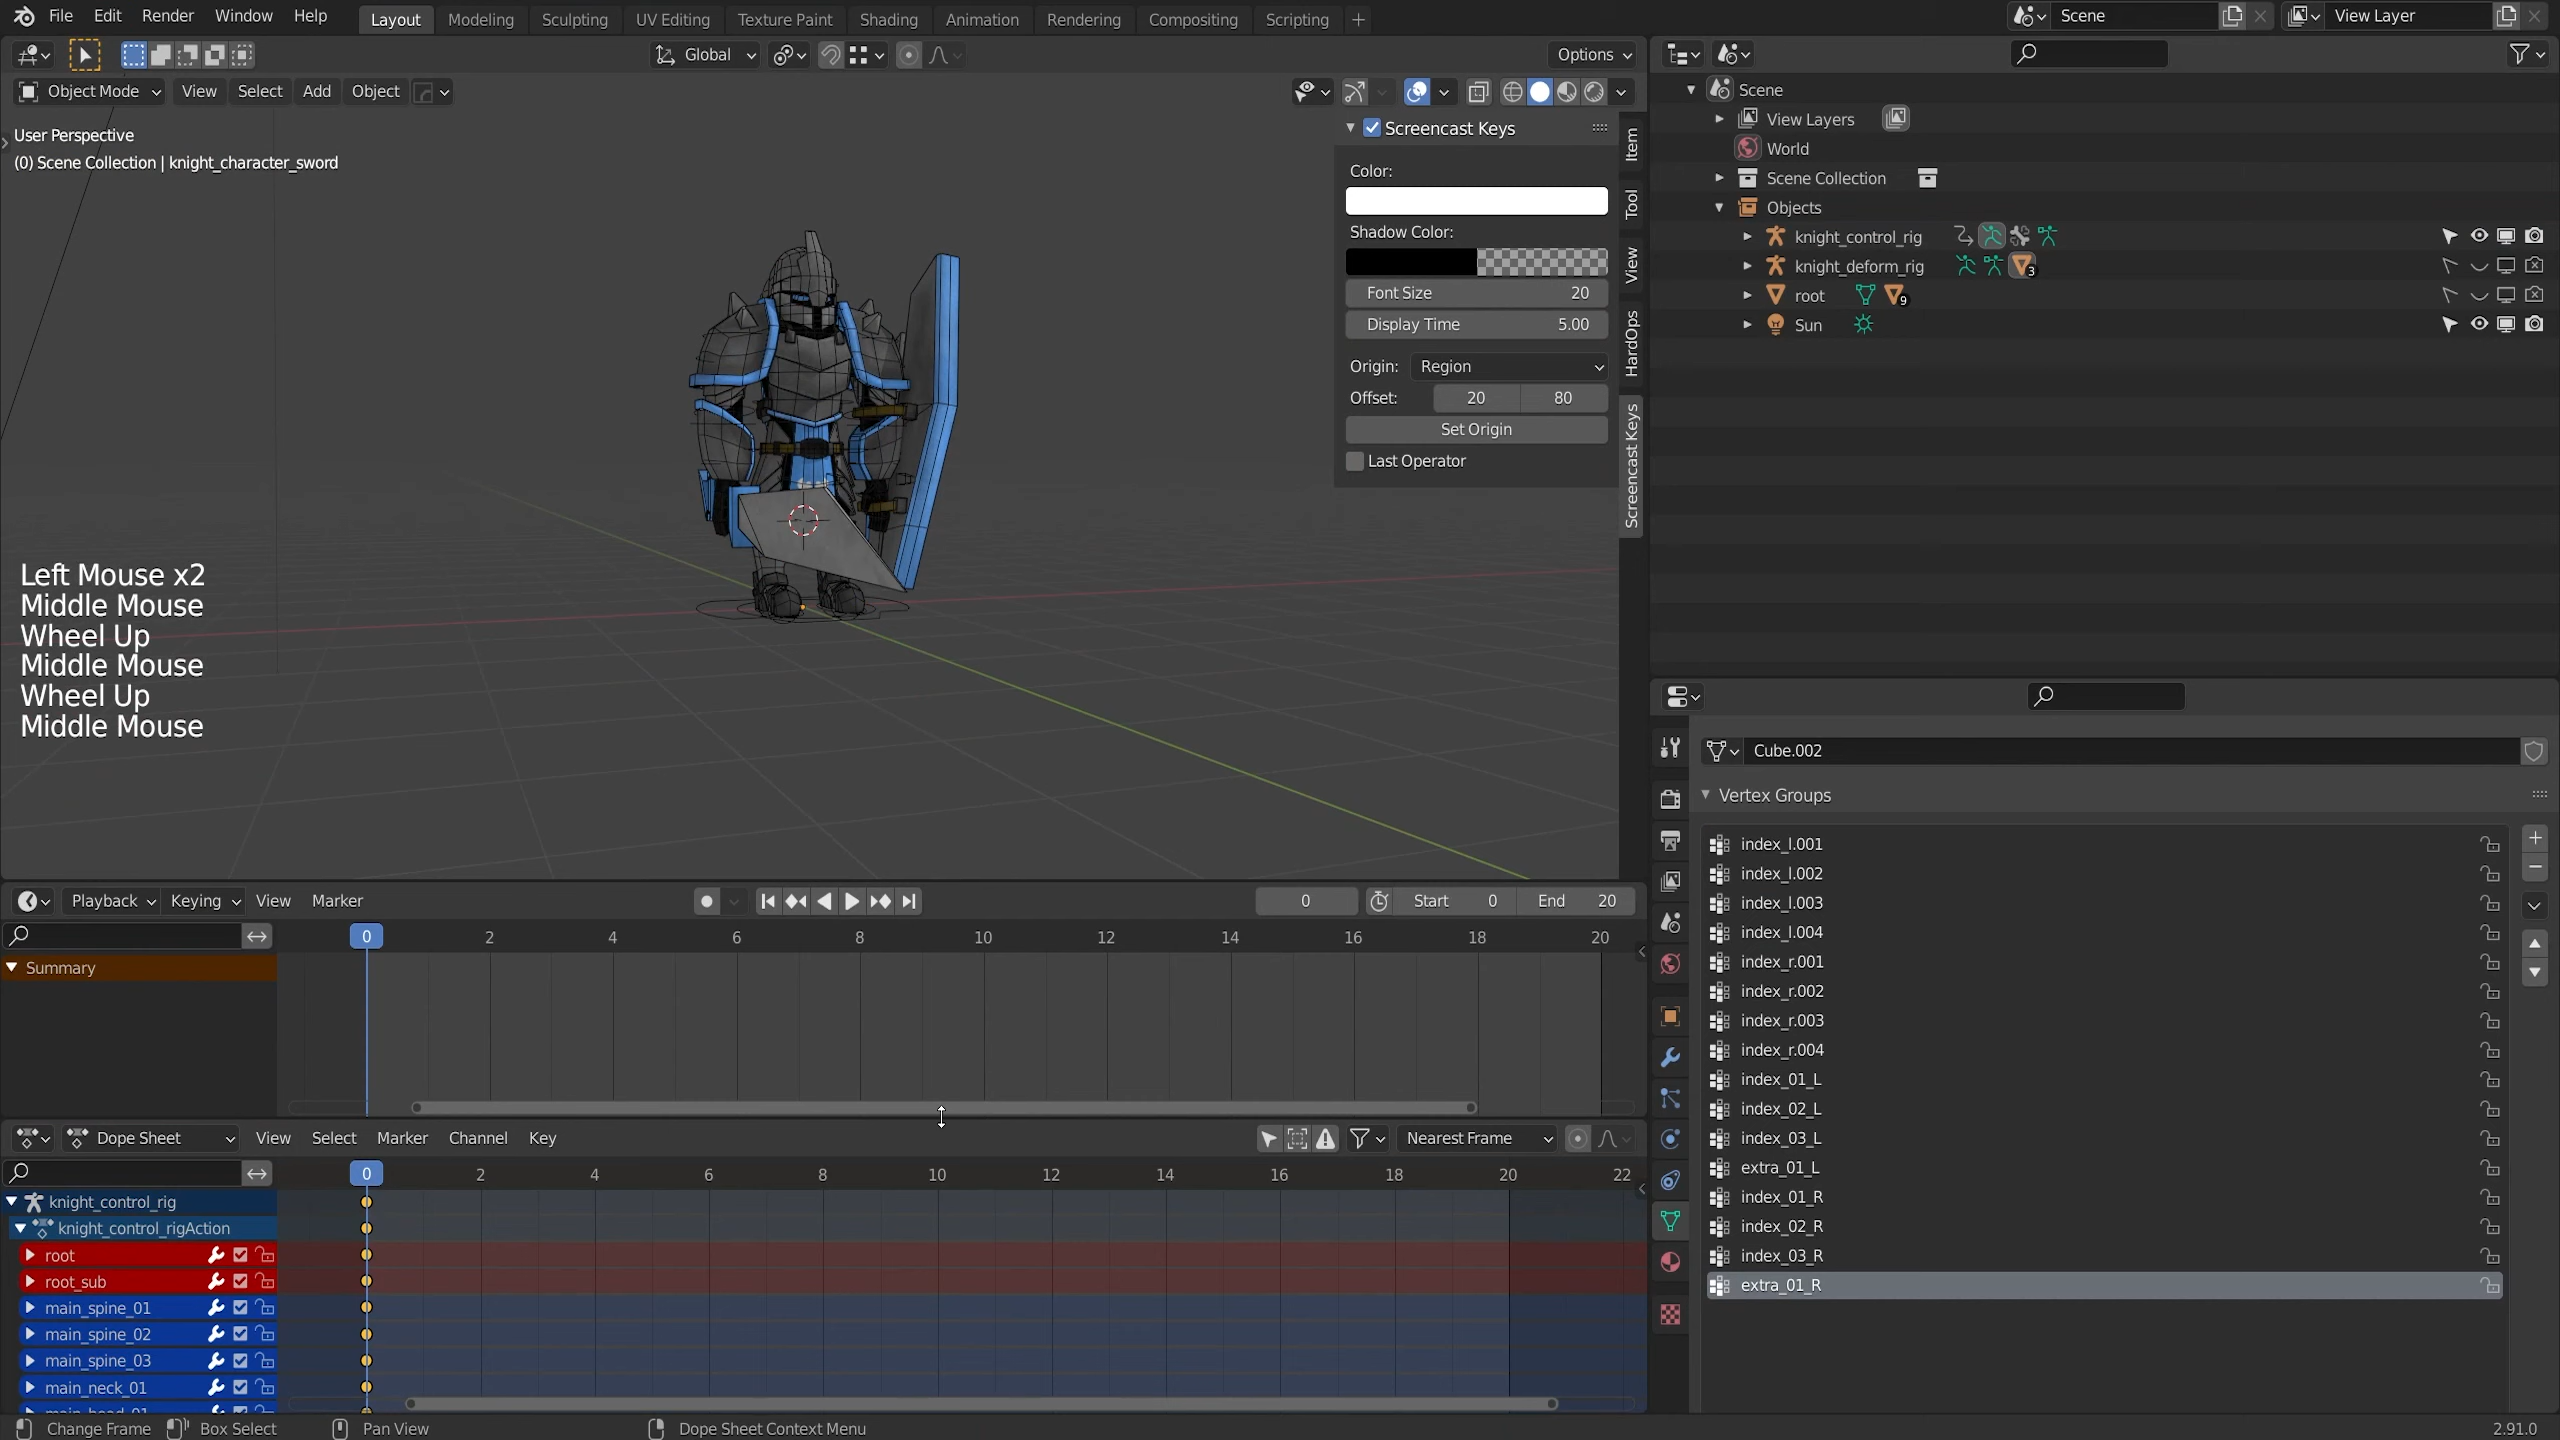 File Edit Render Window Help Layout Modeling Sculpting UV Editing Texture Paint Shading Animation Rendering Compositing Scripting Scene View Layer
Global Options
Object Mode View Select Add Object
User Perspective
(0) Scene Collection | knight_character_sword
Screencast Keys
Color:
Shadow Color:
Font Size 20
Display Time 5.00
Origin: Region
Offset: 20 80
Set Origin
Last Operator
Item
Tool
View
HardOps
Screencast Keys
Left Mouse x2
Middle Mouse
Wheel Up
Middle Mouse
Wheel Up
Middle Mouse
Scene
View Layers
World
Scene Collection
Objects
knight_control_rig
knight_deform_rig 3
root 9
Sun
Cube.002
Vertex Groups
index_l.001
index_l.002
index_l.003
index_l.004
index_r.001
index_r.002
index_r.003
index_r.004
index_01_L
index_02_L
index_03_L
extra_01_L
index_01_R
index_02_R
index_03_R
extra_01_R
Playback Keying View Marker 0 Start 0 End 20
0 2 4 6 8 10 12 14 16 18 20
Summary
Dope Sheet View Select Marker Channel Key Nearest Frame
0 2 4 6 8 10 12 14 16 18 20 22
knight_control_rig
knight_control_rigAction
root
root_sub
main_spine_01
main_spine_02
main_spine_03
main_neck_01
Change Frame Box Select Pan View Dope Sheet Context Menu 2.91.0